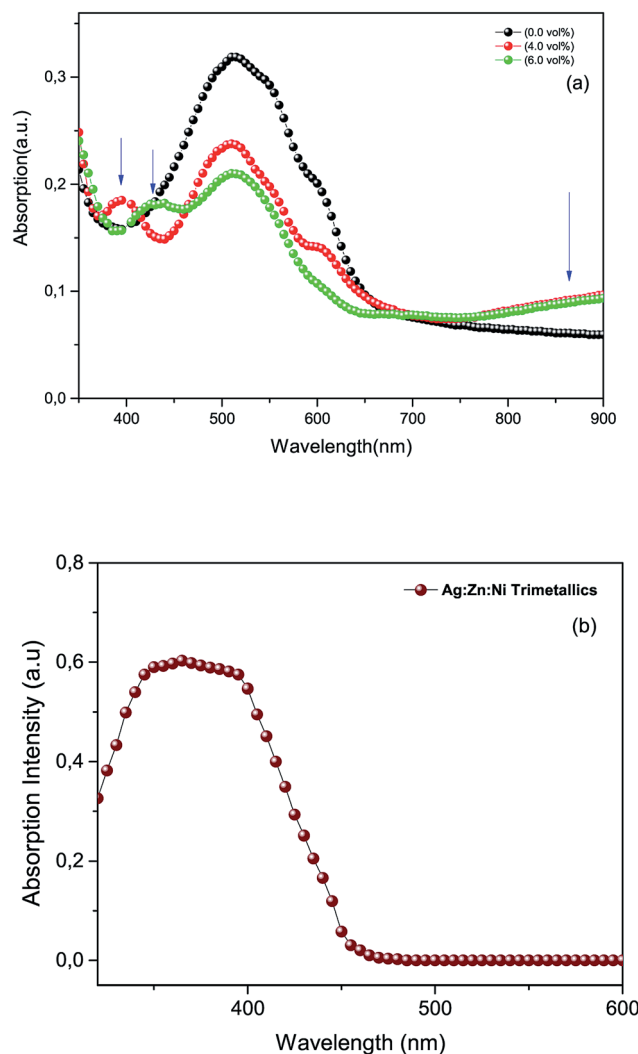 (0.0 vol%)
(4.0 vol%)
(6.0 vol%)
(a)
0,3
0,2
0,1
0,0
Absorption(a.u.)
400 500 600 700 800 900
Wavelength(nm)
0,8
Ag:Zn:Ni Trimetallics
(b)
0,6
0,4
0,2
0,0
Absorption Intensity (a.u)
400 500 600
Wavelength (nm)